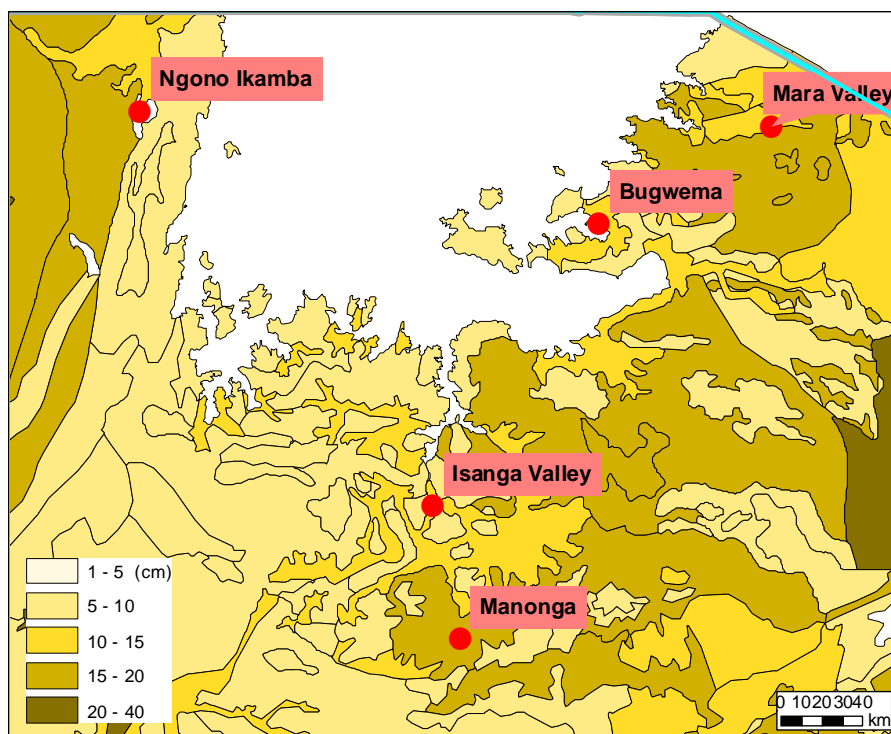 Ngono Ikamba
Mara Valley
Bugwema
Isanga Valley
Manonga
1 - 5 (cm)
5 - 10
10 - 15
15 - 20
20 - 40
0 10 20 30 40
km